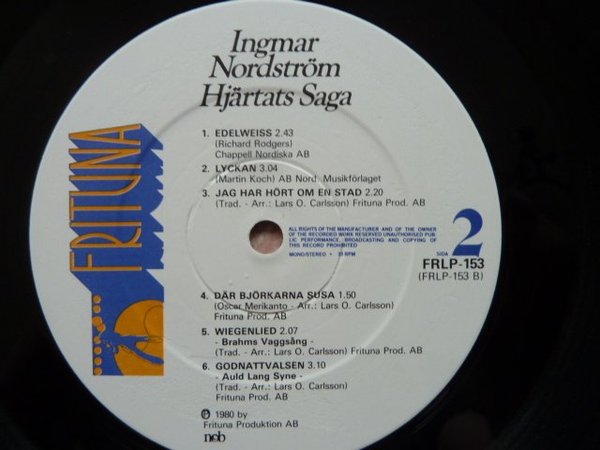 Ingmar
Nordström
Hjärtats Saga
FRITUNA
1. EDELWEISS 2.43
(Richard Rodgers)
Chappell Nordiska AB
2. LYCKAN 3.04
(Martin Koch) AB Nord. Musikförlaget
3. JAG HAR HÖRT OM EN STAD 2.20
(Trad. - Arr.: Lars O. Carlsson) Frituna Prod. AB
ALL RIGHTS OF THE MANUFACTURER AND OF THE OWNER
OF THE RECORDED WORK RESERVED UNAUTHORISED PUB-
LIC PERFORMANCE, BROADCASTING AND COPYING OF
THIS RECORD PROHIBITED
MONO/STEREO • 33 RPM
SIDA 2
FRLP-153
(FRLP-153 B)
4. DÄR BJÖRKARNA SUSA 1.50
(Oscar Merikanto - Arr.: Lars O. Carlsson)
Frituna Prod. AB
5. WIEGENLIED 2.07
- Brahms Vaggsång -
(Trad. - Arr.: Lars O. Carlsson) Frituna Prod. AB
6. GODNATTVALSEN 3.10
- Auld Lang Syne -
(Trad. - Arr.: Lars O. Carlsson)
Frituna Prod. AB
℗ 1980 by
Frituna Produktion AB
ncb